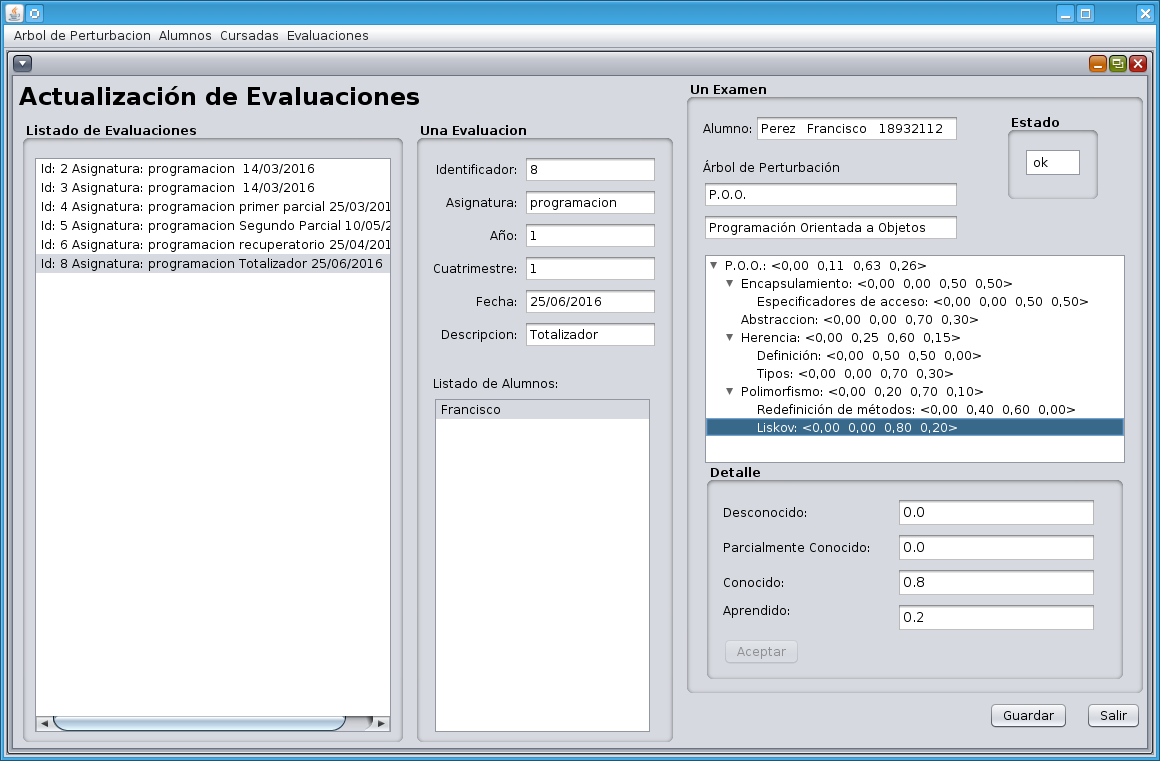 Arbol de Perturbacion Alumnos Cursadas Evaluaciones
Actualización de Evaluaciones
Listado de Evaluaciones
Id: 2 Asignatura: programacion  14/03/2016
Id: 3 Asignatura: programacion  14/03/2016
Id: 4 Asignatura: programacion primer parcial 25/03/201
Id: 5 Asignatura: programacion Segundo Parcial 10/05/2
Id: 6 Asignatura: programacion recuperatorio 25/04/201
Id: 8 Asignatura: programacion Totalizador 25/06/2016
Una Evaluacion
Identificador: 8
Asignatura: programacion
Año: 1
Cuatrimestre: 1
Fecha: 25/06/2016
Descripcion: Totalizador
Listado de Alumnos:
Francisco
Un Examen
Alumno: Perez   Francisco   18932112
Estado
ok
Árbol de Perturbación
P.O.O.
Programación Orientada a Objetos
P.O.O.: <0,00  0,11  0,63  0,26>
Encapsulamiento: <0,00  0,00  0,50  0,50>
Especificadores de acceso: <0,00  0,00  0,50  0,50>
Abstraccion: <0,00  0,00  0,70  0,30>
Herencia: <0,00  0,25  0,60  0,15>
Definición: <0,00  0,50  0,50  0,00>
Tipos: <0,00  0,00  0,70  0,30>
Polimorfismo: <0,00  0,20  0,70  0,10>
Redefinición de métodos: <0,00  0,40  0,60  0,00>
Liskov: <0,00  0,00  0,80  0,20>
Detalle
Desconocido: 0.0
Parcialmente Conocido: 0.0
Conocido: 0.8
Aprendido: 0.2
Aceptar
Guardar Salir